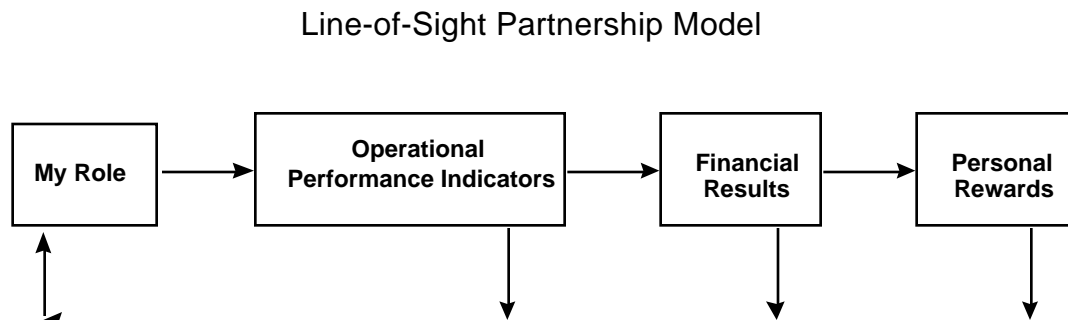 Line-of-Sight Partnership Model
My Role
Operational
Performance Indicators
Financial
Results
Personal
Rewards